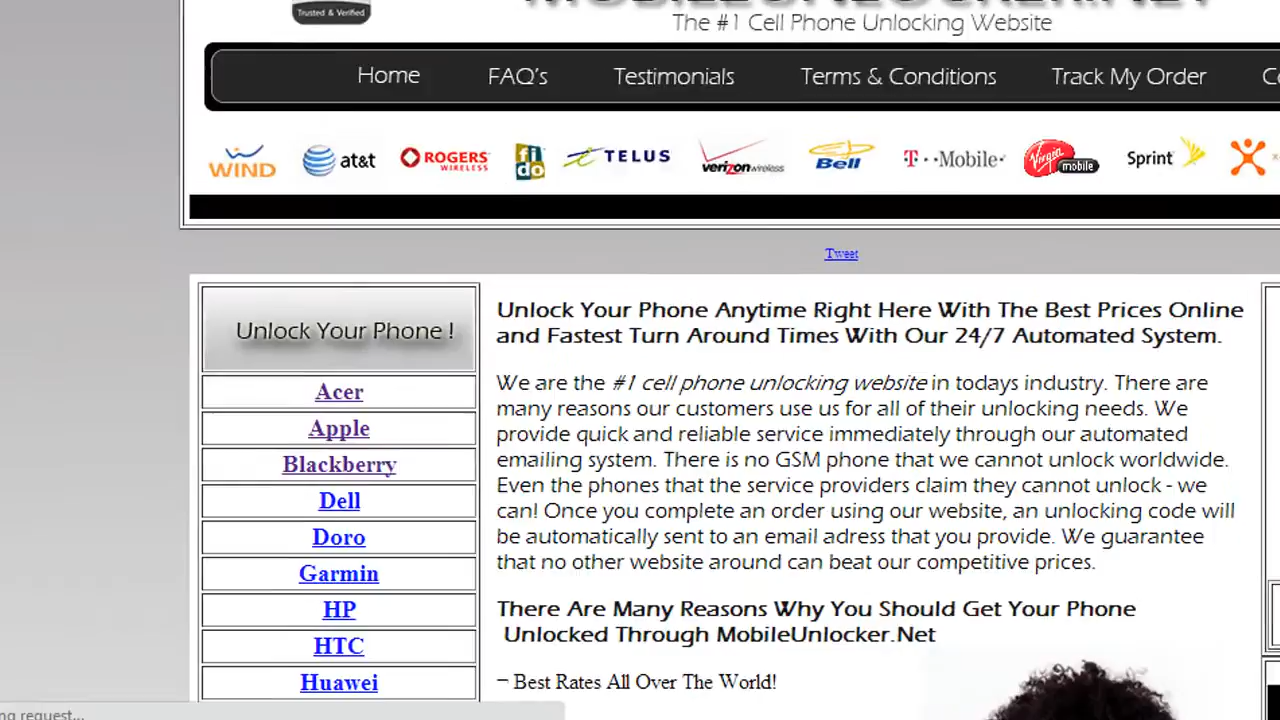 Trusted & Verified
The #1 Cell Phone Unlocking Website
Home FAQ's Testimonials Terms & Conditions Track My Order
WIND at&t ROGERS WIRELESS fido TELUS verizon wireless Bell T··Mobile· Virgin mobile Sprint
Tweet
Unlock Your Phone !
Acer
Apple
Blackberry
Dell
Doro
Garmin
HP
HTC
Huawei
Unlock Your Phone Anytime Right Here With The Best Prices Online
and Fastest Turn Around Times With Our 24/7 Automated System.
We are the #1 cell phone unlocking website in todays industry. There are
many reasons our customers use us for all of their unlocking needs. We
provide quick and reliable service immediately through our automated
emailing system. There is no GSM phone that we cannot unlock worldwide.
Even the phones that the service providers claim they cannot unlock - we
can! Once you complete an order using our website, an unlocking code will
be automatically sent to an email adress that you provide. We guarantee
that no other website around can beat our competitive prices.
There Are Many Reasons Why You Should Get Your Phone
Unlocked Through MobileUnlocker.Net
– Best Rates All Over The World!
request...